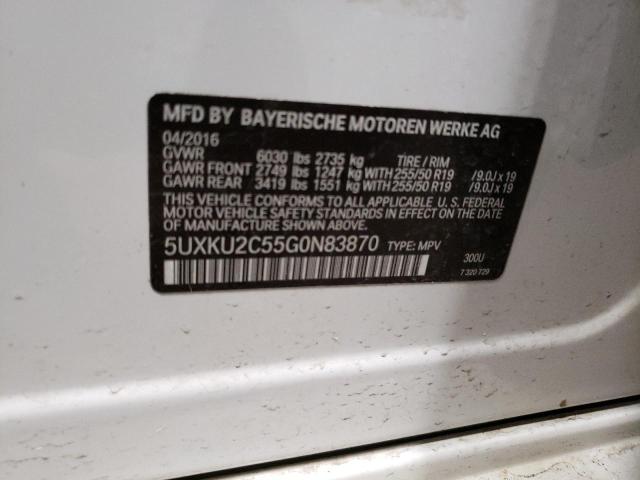 MFD BY BAYERISCHE MOTOREN WERKE AG
04/2016
GVWR 6030 lbs 2735 kg TIRE / RIM
GAWR FRONT 2749 lbs 1247 kg WITH 255/50 R19 /9.0J x 19
GAWR REAR 3419 lbs 1551 kg WITH 255/50 R19 /9.0J x 19
THIS VEHICLE CONFORMS TO ALL APPLICABLE U. S. FEDERAL
MOTOR VEHICLE SAFETY STANDARDS IN EFFECT ON THE
DATE OF MANUFACTURE SHOWN ABOVE.
5UXKU2C55G0N83870 TYPE: MPV
300U
7 320 729